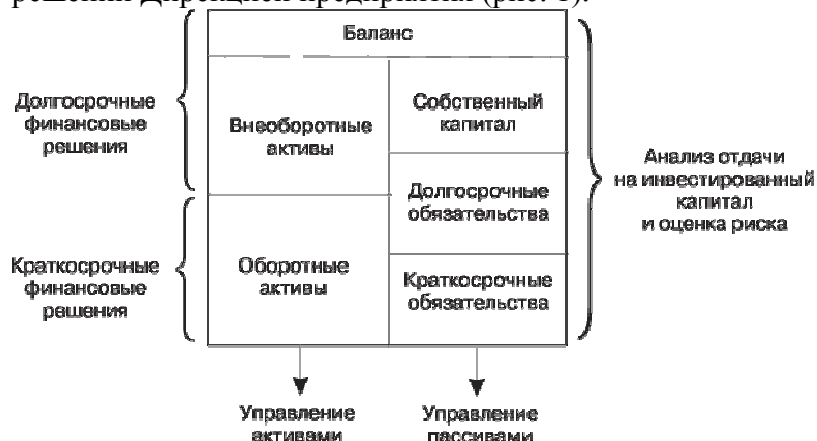 решений Дирекцией предприятия (рис. 1).
Баланс
Долгосрочные
финансовые
решения
Внеоборотные
активы
Собственный
капитал
Долгосрочные
обязательства
Анализ отдачи
на инвестированный
капитал
и оценка риска
Краткосрочные
финансовые
решения
Оборотные
активы
Краткосрочные
обязательства
Управление
активами
Управление
пассивами